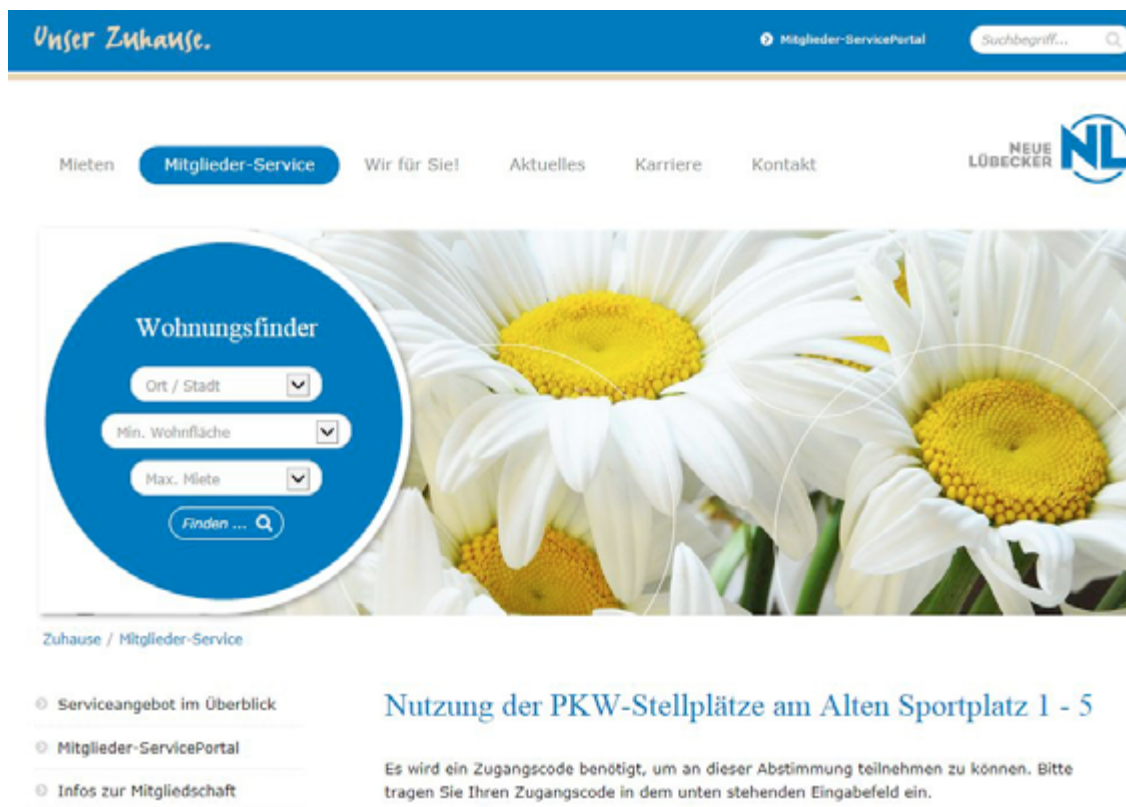 Unser Zuhause.
Mitglieder-ServicePortal
Suchbegriff...
Mieten
Mitglieder-Service
Wir für Sie!
Aktuelles
Karriere
Kontakt
NEUE
LÜBECKER
NL
Wohnungsfinder
Ort / Stadt
Min. Wohnfläche
Max. Miete
Finden ...
Zuhause / Mitglieder-Service
Serviceangebot im Überblick
Mitglieder-ServicePortal
Infos zur Mitgliedschaft
Nutzung der PKW-Stellplätze am Alten Sportplatz 1 - 5
Es wird ein Zugangscode benötigt, um an dieser Abstimmung teilnehmen zu können. Bitte
tragen Sie Ihren Zugangscode in dem unten stehenden Eingabefeld ein.